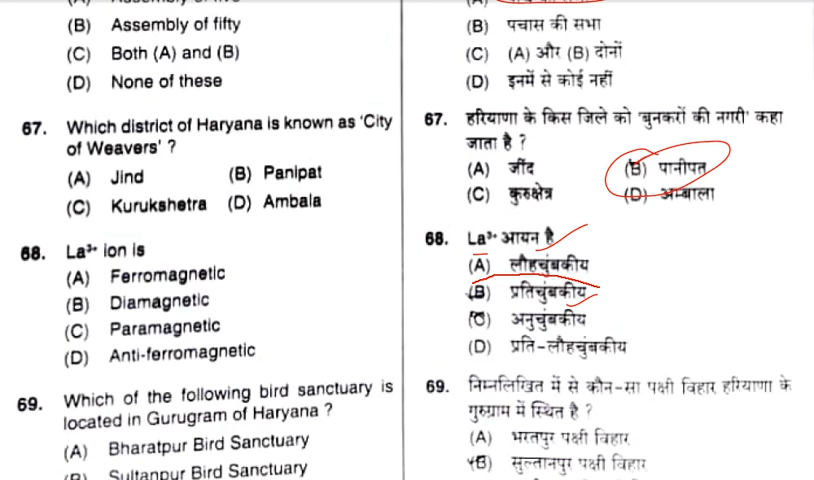 (B) Assembly of fifty
(C) Both (A) and (B)
(D) None of these
67. Which district of Haryana is known as 'City
of Weavers' ?
(A) Jind (B) Panipat
(C) Kurukshetra (D) Ambala
68. La³⁺ ion is
(A) Ferromagnetic
(B) Diamagnetic
(C) Paramagnetic
(D) Anti-ferromagnetic
69. Which of the following bird sanctuary is
located in Gurugram of Haryana ?
(A) Bharatpur Bird Sanctuary
(B) Sultanpur Bird Sanctuary
(B) पचास की सभा
(C) (A) और (B) दोनों
(D) इनमें से कोई नहीं
67. हरियाणा के किस जिले को 'बुनकरों की नगरी' कहा
जाता है ?
(A) जींद (B) पानीपत
(C) कुरुक्षेत्र (D) अम्बाला
68. La³⁺ आयन है
(A) लौहचुंबकीय
(B) प्रतिचुंबकीय
(C) अनुचुंबकीय
(D) प्रति-लौहचुंबकीय
69. निम्नलिखित में से कौन-सा पक्षी विहार हरियाणा के
गुरुग्राम में स्थित है ?
(A) भरतपुर पक्षी विहार
(B) सुल्तानपुर पक्षी विहार